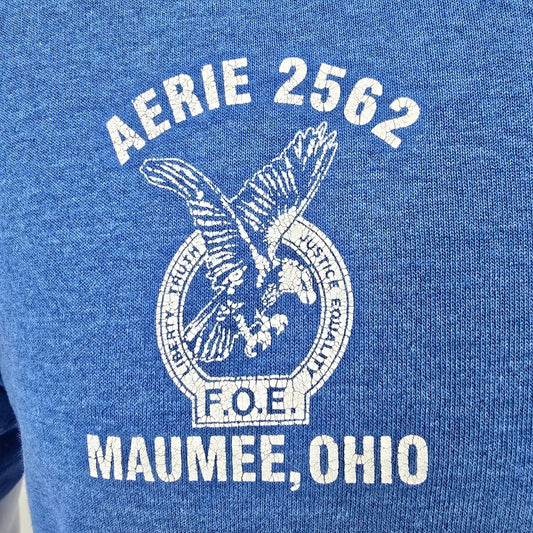 AERIE 2562
LIBERTY TRUTH JUSTICE EQUALITY
F.O.E.
MAUMEE, OHIO